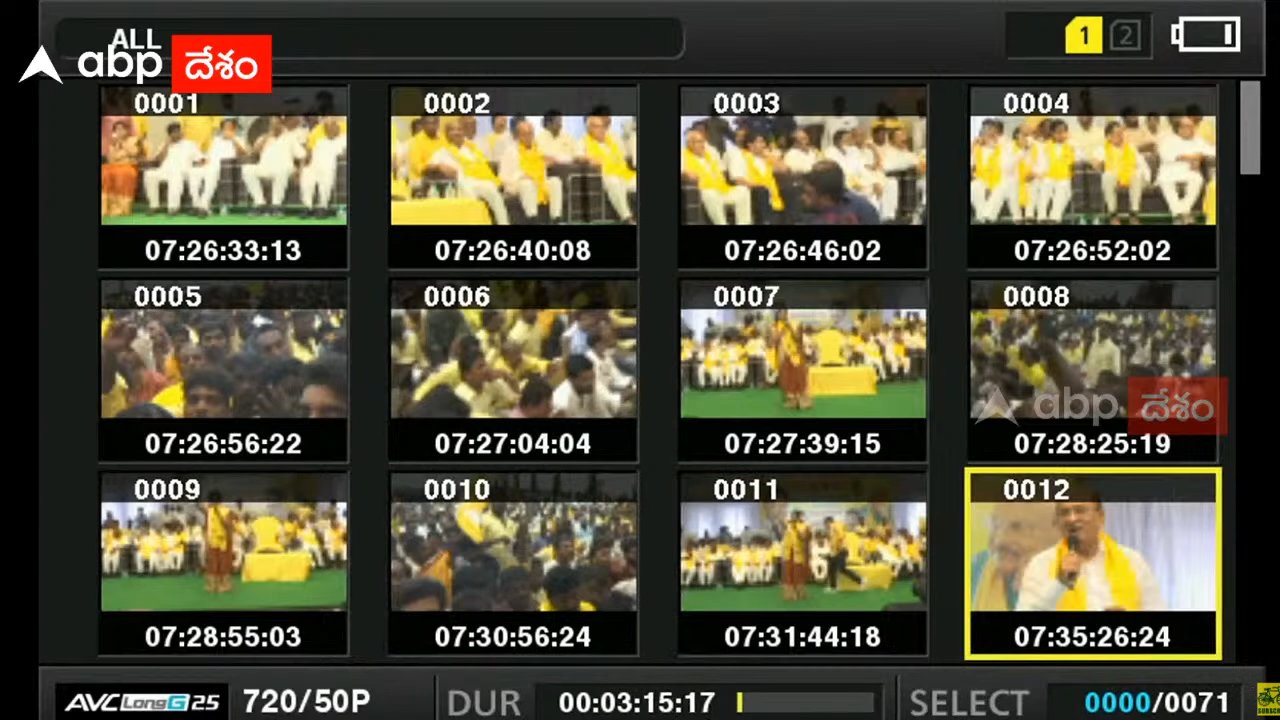 ALL
abp దేశం
1 2
0001 0002 0003 0004
07:26:33:13 07:26:40:08 07:26:46:02 07:26:52:02
0005 0006 0007 0008
abp దేశం
07:26:56:22 07:27:04:04 07:27:39:15 07:28:25:19
0009 0010 0011 0012
07:28:55:03 07:30:56:24 07:31:44:18 07:35:26:24
AVC LongG 25 720/50P DUR 00:03:15:17 SELECT 0000/0071